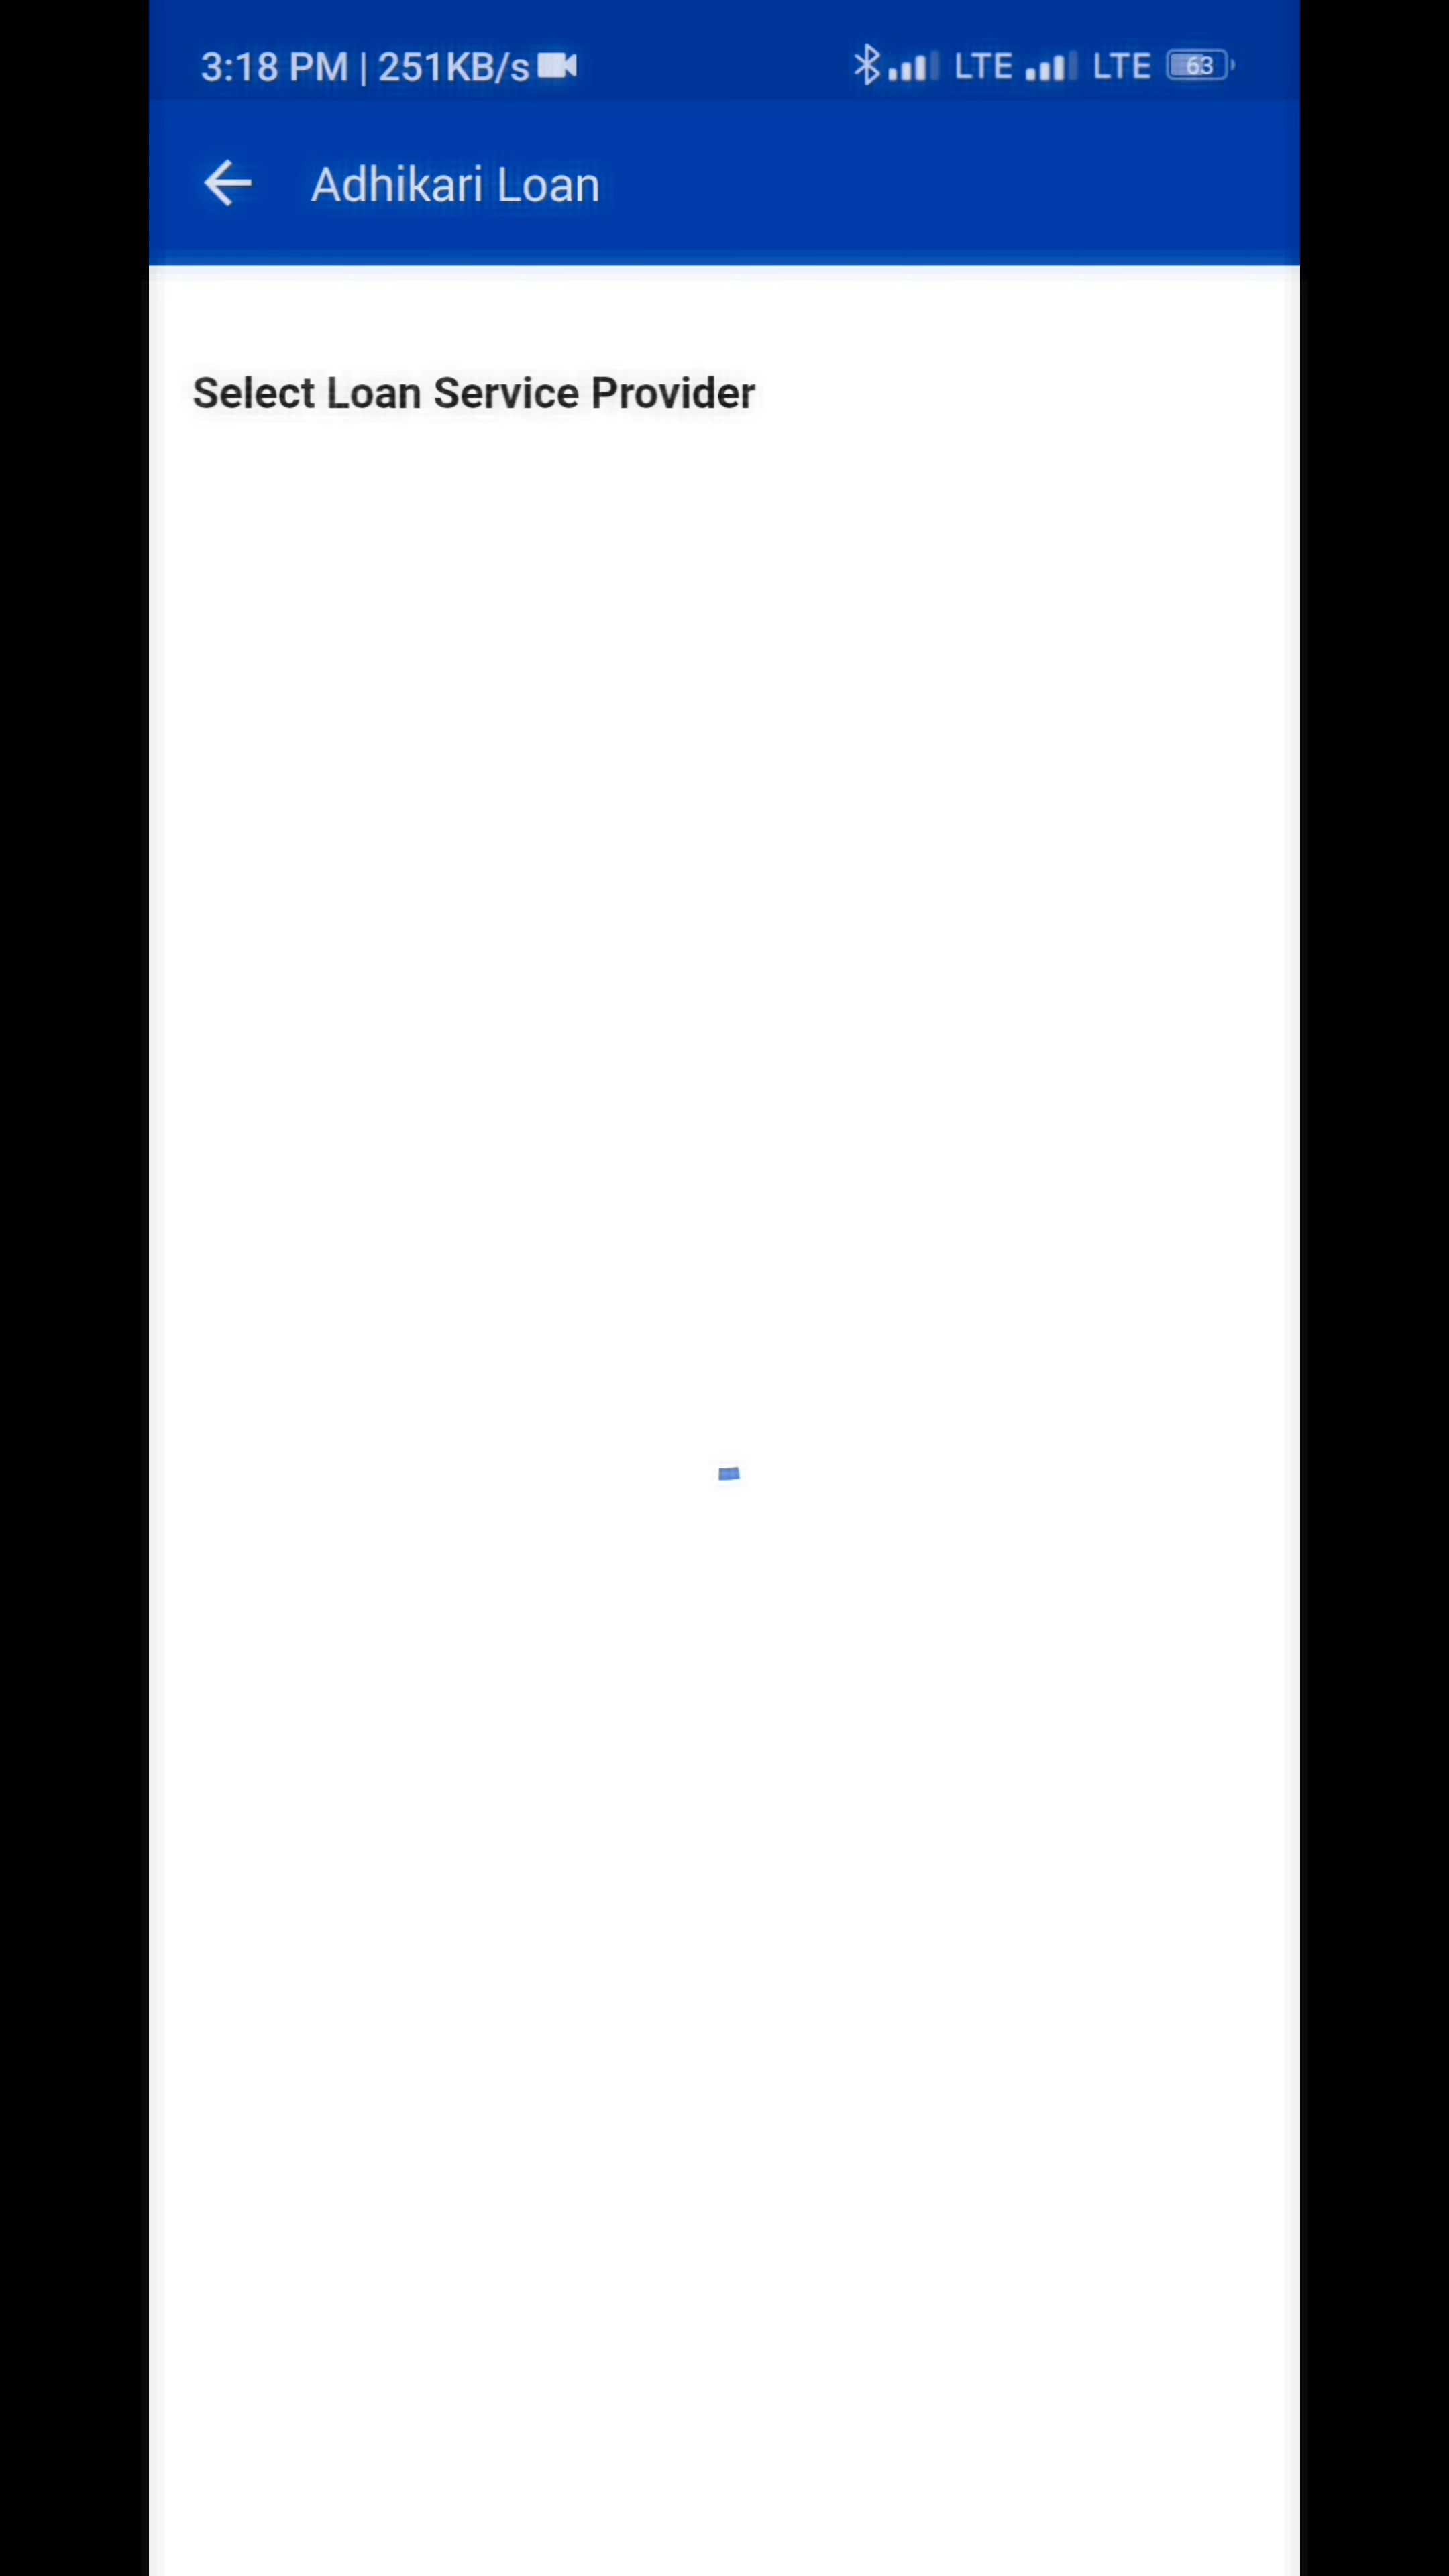 3:18 PM | 251KB/s LTE LTE 63
Adhikari Loan
Select Loan Service Provider